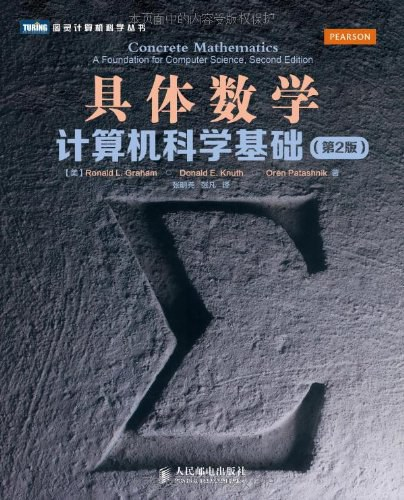 TURING 图灵计算机科学丛书
本页面中的内容受版权保护
PEARSON
Concrete Mathematics
A Foundation for Computer Science, Second Edition
具体数学
计算机科学基础(第2版)
[美] Ronald L. Graham Donald E. Knuth Oren Patashnik 著
张明尧 张凡 译
Σ
人民邮电出版社
POSTS & TELECOM PRESS